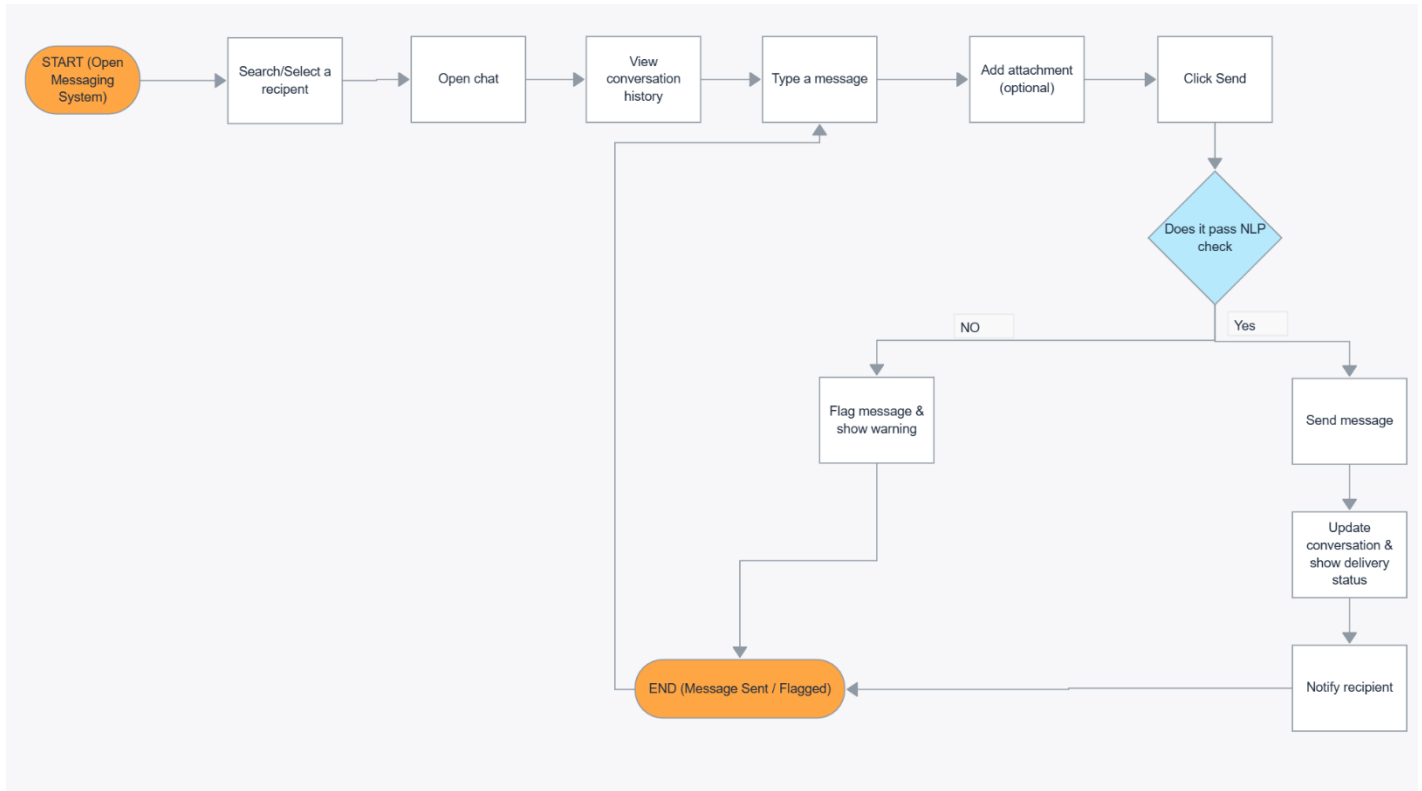 START (Open
Messaging
System)
Search/Select a
recipent
Open chat
View
conversation
history
Type a message
Add attachment
(optional)
Click Send
Does it pass NLP
check
NO
Yes
Flag message &
show warning
Send message
Update
conversation &
show delivery
status
Notify recipient
END (Message Sent / Flagged)